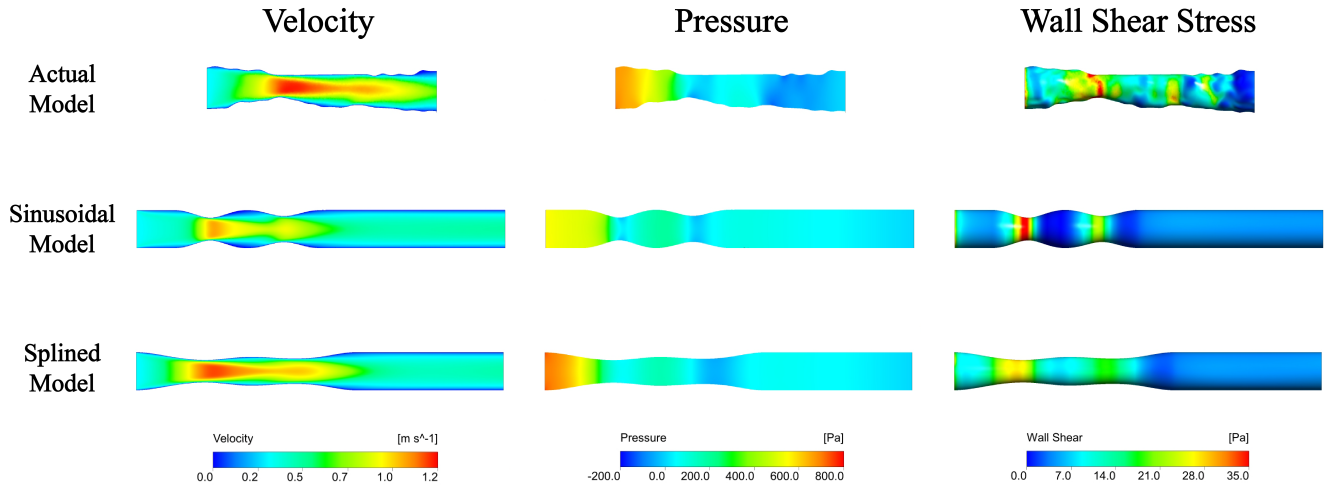 Velocity Pressure Wall Shear Stress
Actual
Model
Sinusoidal
Model
Splined
Model
Velocity [m s^-1]
0.0 0.2 0.5 0.7 1.0 1.2
Pressure [Pa]
-200.0 0.0 200.0 400.0 600.0 800.0
Wall Shear [Pa]
0.0 7.0 14.0 21.0 28.0 35.0